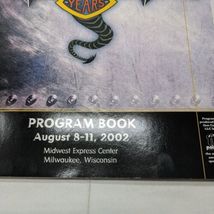 YEARS
PROGRAM BOOK
August 8-11, 2002
Midwest Express Center
Milwaukee, Wisconsin